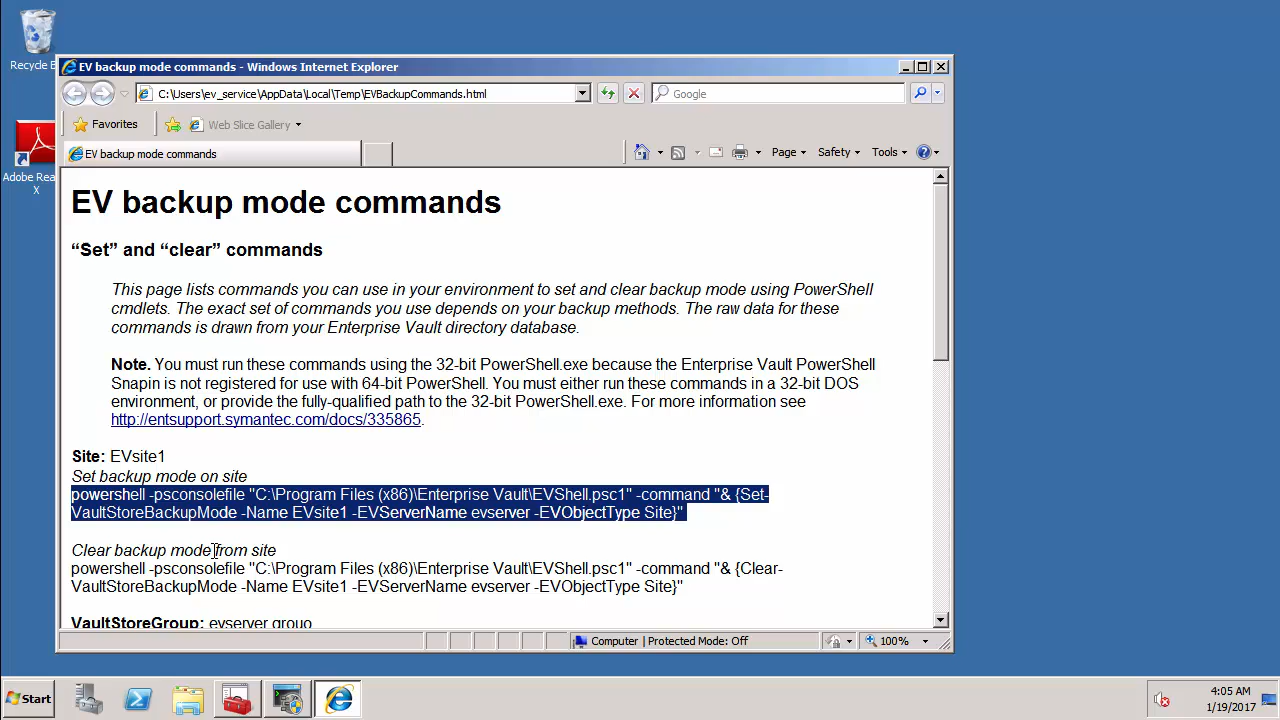 Recycle B
Adobe Rea
X
EV backup mode commands - Windows Internet Explorer
C:\Users\ev_service\AppData\Local\Temp\EVBackupCommands.html
Google
Favorites
Web Slice Gallery
EV backup mode commands
Page
Safety
Tools
EV backup mode commands
“Set” and “clear” commands
This page lists commands you can use in your environment to set and clear backup mode using PowerShell
cmdlets. The exact set of commands you use depends on your backup methods. The raw data for these
commands is drawn from your Enterprise Vault directory database.
Note. You must run these commands using the 32-bit PowerShell.exe because the Enterprise Vault PowerShell
Snapin is not registered for use with 64-bit PowerShell. You must either run these commands in a 32-bit DOS
environment, or provide the fully-qualified path to the 32-bit PowerShell.exe. For more information see
http://entsupport.symantec.com/docs/335865.
Site: EVsite1
Set backup mode on site
powershell -psconsolefile "C:\Program Files (x86)\Enterprise Vault\EVShell.psc1" -command "& {Set-
VaultStoreBackupMode -Name EVsite1 -EVServerName evserver -EVObjectType Site}"
Clear backup mode from site
powershell -psconsolefile "C:\Program Files (x86)\Enterprise Vault\EVShell.psc1" -command "& {Clear-
VaultStoreBackupMode -Name EVsite1 -EVServerName evserver -EVObjectType Site}"
VaultStoreGroup: evserver group
Computer | Protected Mode: Off
100%
Start
4:05 AM
1/19/2017